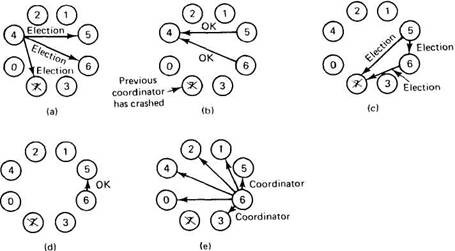 2 1
4 Election 5
Election
0 Election 6
7 3
(a)
2 1
OK
4 5
OK
0 6
Previous
coordinator
has crashed
7 3
(b)
2 1
4 5
Election
Election
0 6
7 3
Election
(c)
2 1
4 5
OK
0 6
7 3
(d)
2 1
4 5
Coordinator
0 6
Coordinator
7 3
(e)